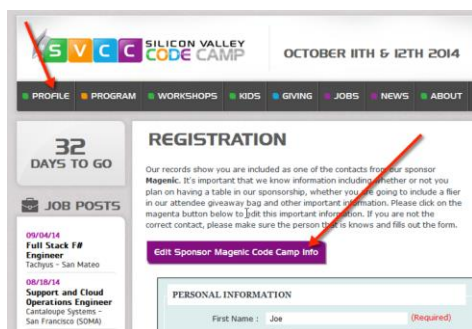 SVCC SILICON VALLEY
CODE CAMP
OCTOBER 11TH & 12TH 2014
PROFILE PROGRAM WORKSHOPS KIDS GIVING JOBS NEWS ABOUT
32
DAYS TO GO
JOB POSTS
09/04/14
Full Stack F#
Engineer
Tachyus - San Mateo
08/18/14
Support and Cloud
Operations Engineer
Cantaloupe Systems -
San Francisco (SOMA)
REGISTRATION
Our records show you are included as one of the contacts from our sponsor
Magenic. It's important that we know information including whether or not you
plan on having a table in our sponsorship, whether you are going to include a flier
in our attendee giveaway bag and other important information. Please click on the
magenta button below to edit this important information. If you are not the
correct contact, please make sure the person that is knows and fills out the form.
Edit Sponsor Magenic Code Camp Info
PERSONAL INFORMATION
First Name : Joe (Required)